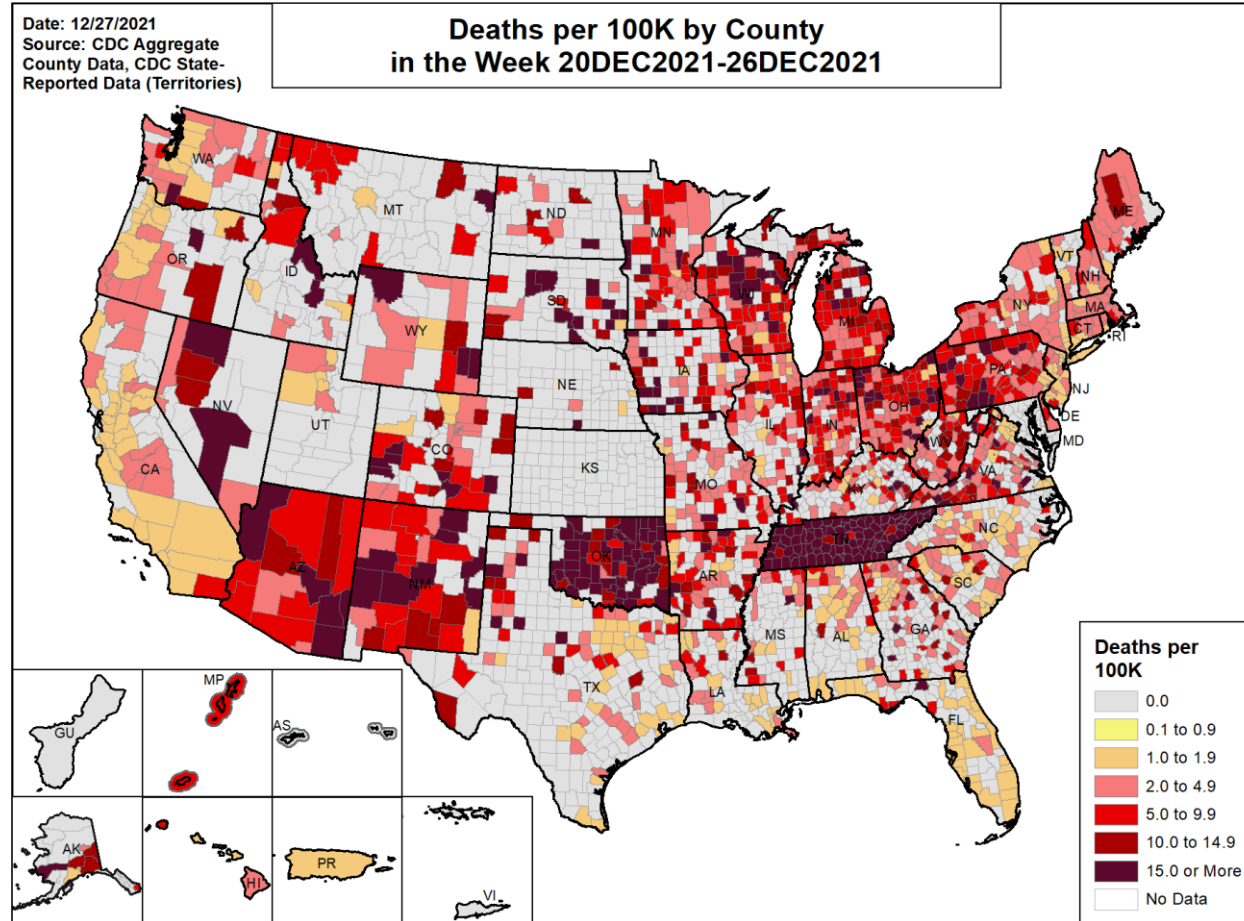 Date: 12/27/2021
Source: CDC Aggregate
County Data, CDC State-
Reported Data (Territories)
Deaths per 100K by County
in the Week 20DEC2021-26DEC2021
WA
MT
ND
MN
ME
OR
ID
WY
SD
WI
MI
NY
VT
NH
MA
CT
RI
NV
UT
CO
NE
IA
IL
IN
OH
PA
NJ
DE
MD
CA
KS
MO
KY
WV
VA
AZ
NM
OK
AR
TN
NC
SC
TX
LA
MS
AL
GA
FL
GU
MP
AS
AK
HI
PR
VI
Deaths per
100K
0.0
0.1 to 0.9
1.0 to 1.9
2.0 to 4.9
5.0 to 9.9
10.0 to 14.9
15.0 or More
No Data